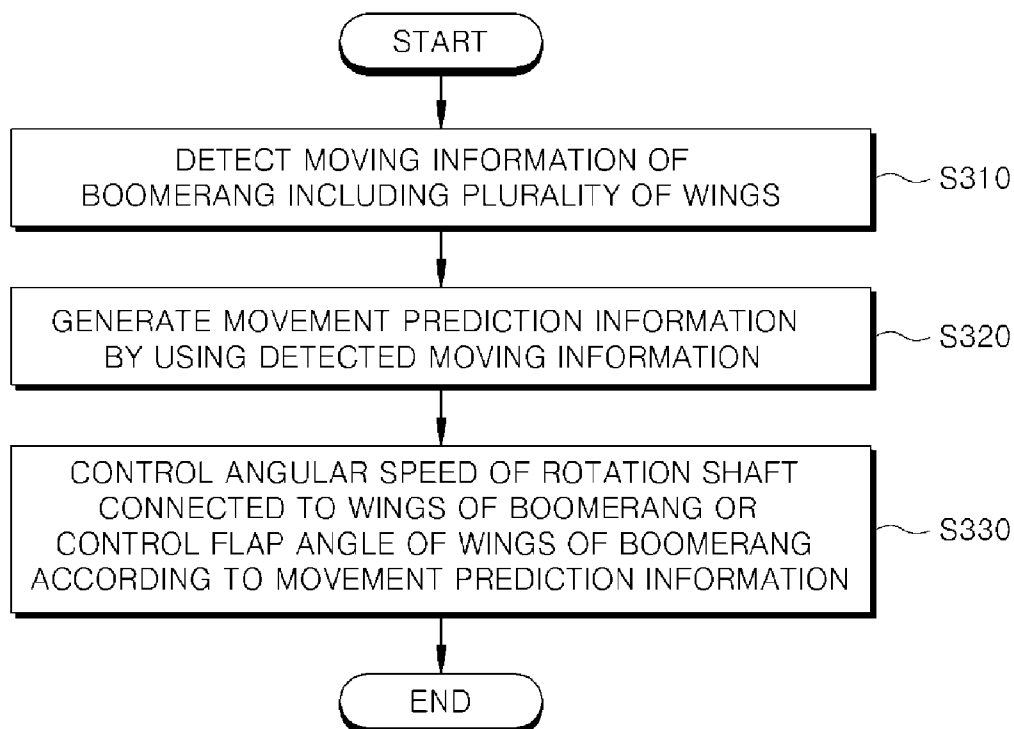 START
DETECT MOVING INFORMATION OF
BOOMERANG INCLUDING PLURALITY OF WINGS
S310
GENERATE MOVEMENT PREDICTION INFORMATION
BY USING DETECTED MOVING INFORMATION
S320
CONTROL ANGULAR SPEED OF ROTATION SHAFT
CONNECTED TO WINGS OF BOOMERANG OR
CONTROL FLAP ANGLE OF WINGS OF BOOMERANG
ACCORDING TO MOVEMENT PREDICTION INFORMATION
S330
END